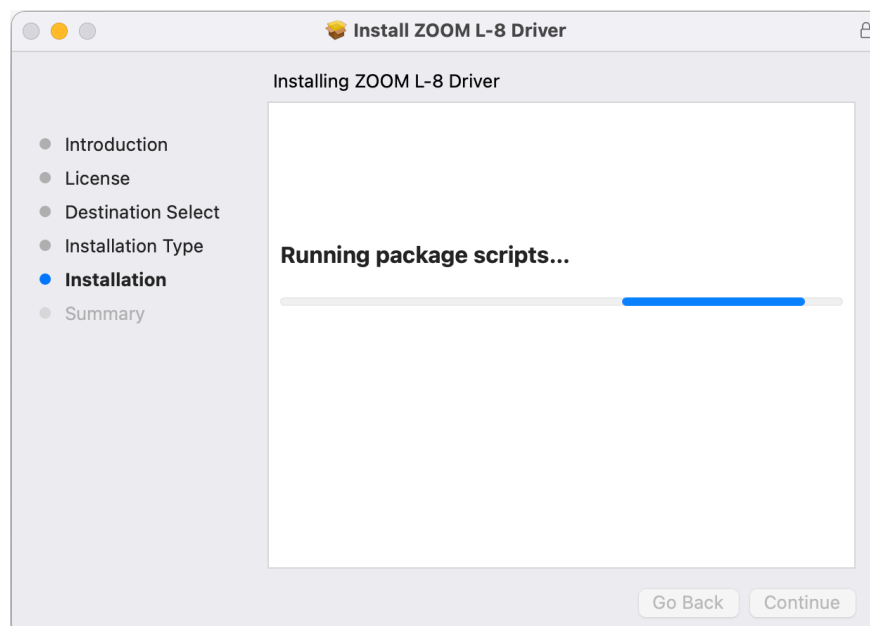 Install ZOOM L-8 Driver
Installing ZOOM L-8 Driver
Introduction
License
Destination Select
Installation Type
Installation
Summary
Running package scripts...
Go Back
Continue